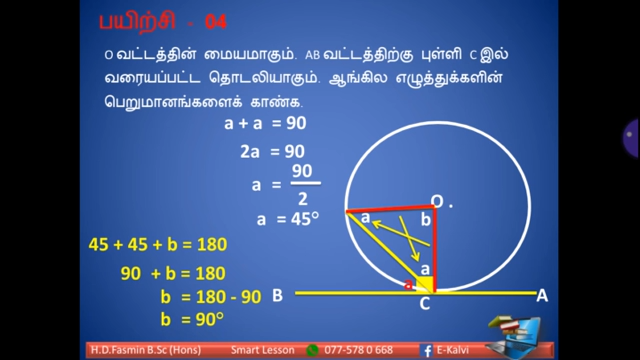 பயிற்சி - 04
O வட்டத்தின் மையமாகும். AB வட்டத்திற்கு புள்ளி C இல்
வரையப்பட்ட தொடலியாகும். ஆங்கில எழுத்துக்களின்
பெறுமானங்களைக் காண்க.
a + a = 90
2a = 90
a = 90
2
a = 45°
45 + 45 + b = 180
90 + b = 180
b = 180 - 90
b = 90°
O .
a
b
a
a
B
C
A
H.D.Fasmin B.Sc (Hons) Smart Lesson 077-578 0 668 f E-Kalvi